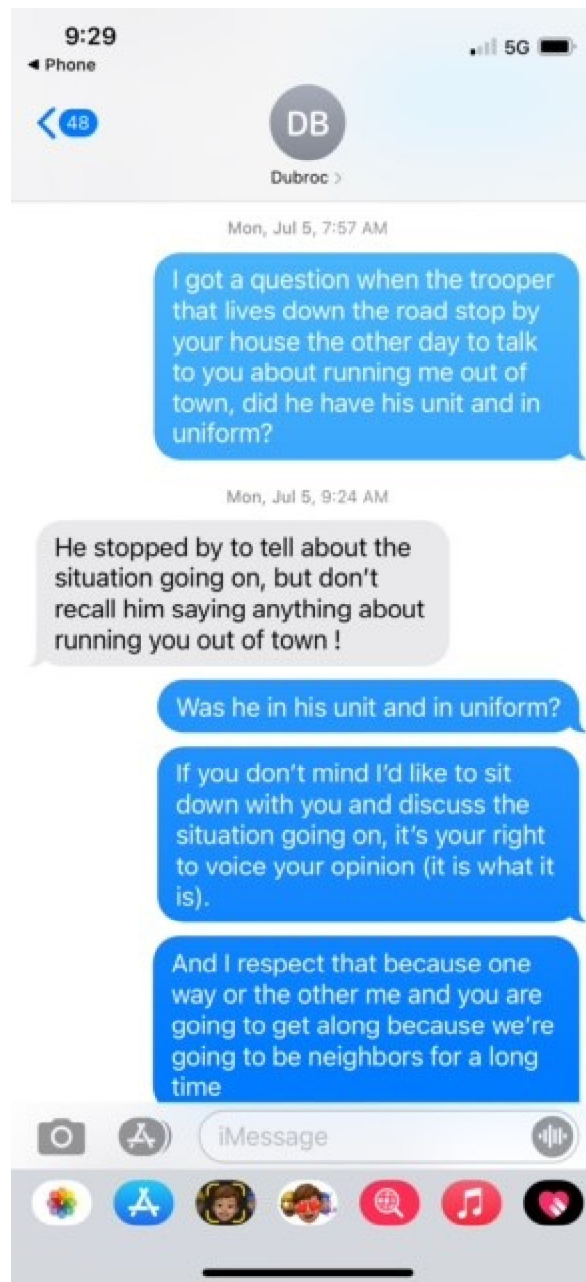 9:29
5G
Phone
48
DB
Dubroc
Mon, Jul 5, 7:57 AM
I got a question when the trooper
that lives down the road stop by
your house the other day to talk
to you about running me out of
town, did he have his unit and in
uniform?
Mon, Jul 5, 9:24 AM
He stopped by to tell about the
situation going on, but don't
recall him saying anything about
running you out of town !
Was he in his unit and in uniform?
If you don't mind I'd like to sit
down with you and discuss the
situation going on, it's your right
to voice your opinion (it is what it
is).
And I respect that because one
way or the other me and you are
going to get along because we're
going to be neighbors for a long
time
iMessage